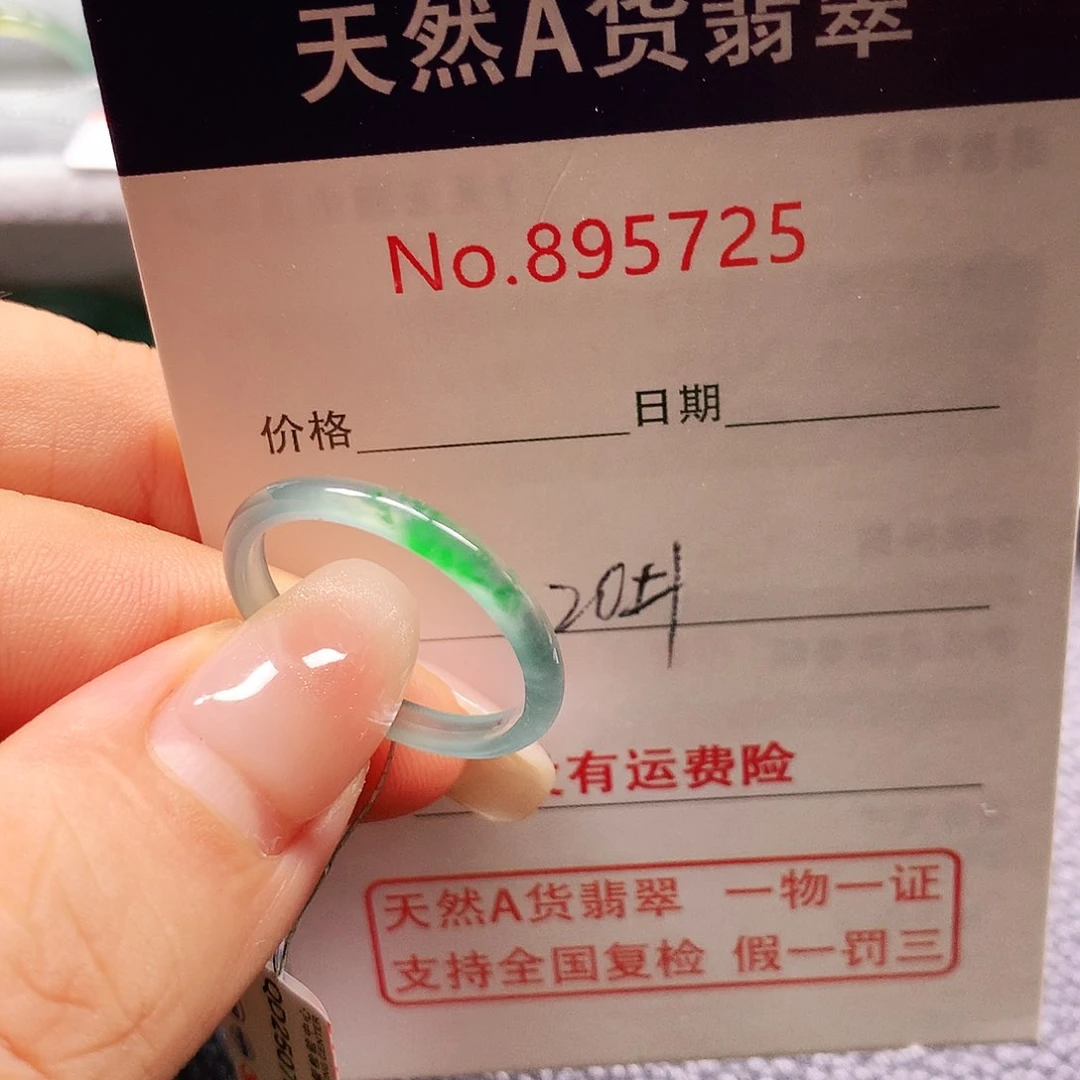 天然A货翡翠
No.895725
价格 日期
有运费险
天然A货翡翠 一物一证
支持全国复检 假一罚三